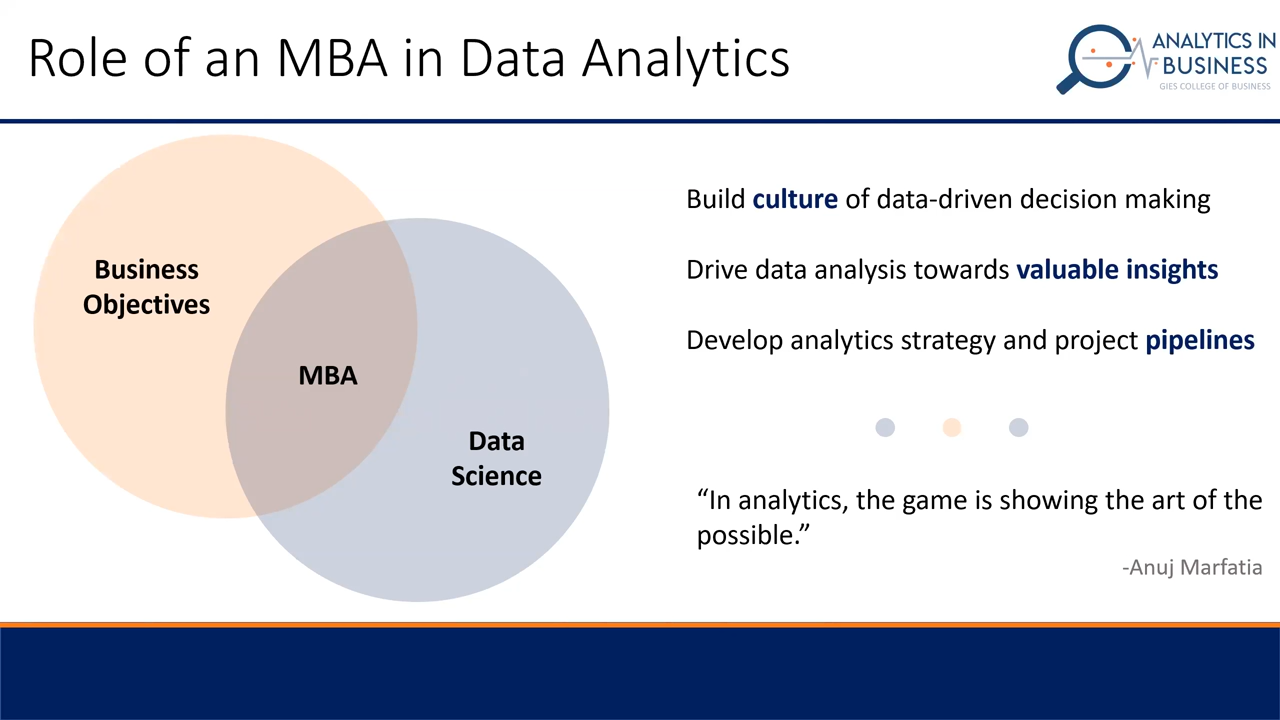 Role of an MBA in Data Analytics
ANALYTICS IN
BUSINESS
GIES COLLEGE OF BUSINESS
Business
Objectives
MBA
Data
Science
Build culture of data-driven decision making
Drive data analysis towards valuable insights
Develop analytics strategy and project pipelines
“In analytics, the game is showing the art of the
possible.”
-Anuj Marfatia